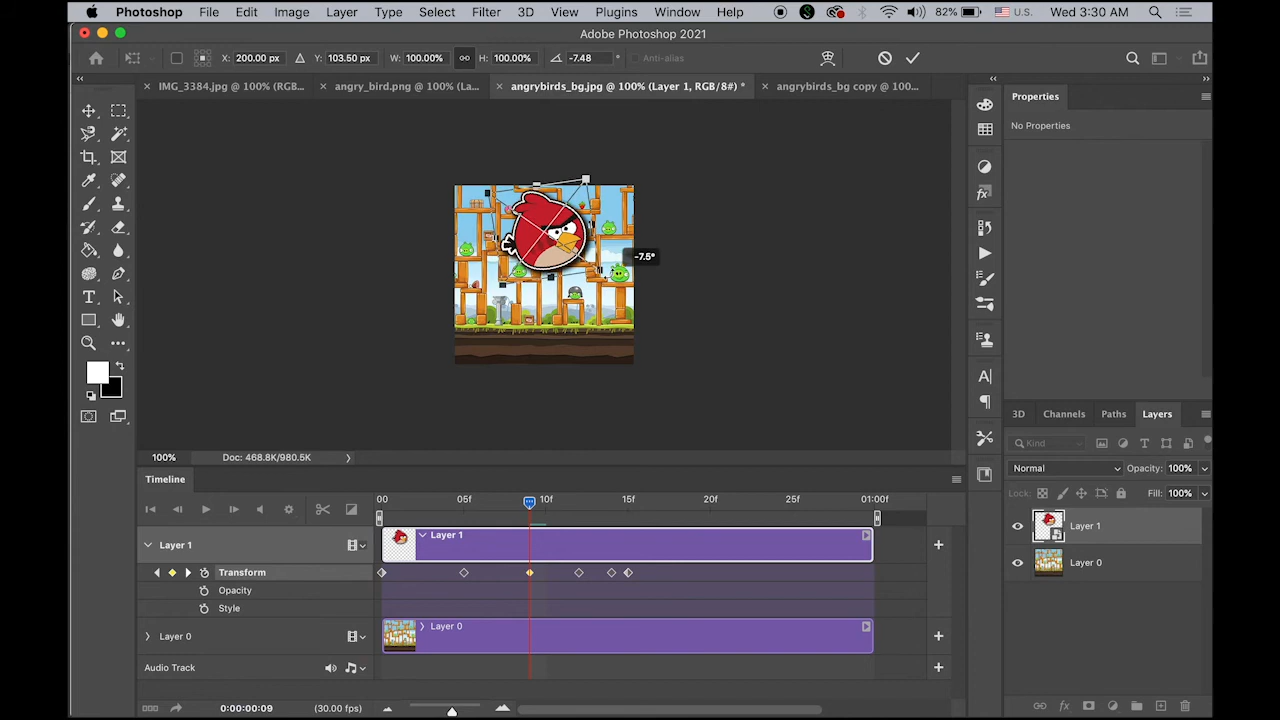 Photoshop File Edit Image Layer Type Select Filter 3D View Plugins Window Help 82% U.S. Wed 3:30 AM
Adobe Photoshop 2021
X: 200.00 px Y: 103.50 px W: 100.00% H: 100.00% -7.48 ° Anti-alias
IMG_3384.jpg @ 100% (RGB... angry_bird.png @ 100% (La... angrybirds_bg.jpg @ 100% (Layer 1, RGB/8#) * angrybirds_bg copy @ 100...
Properties
No Properties
-7.5°
3D Channels Paths Layers
Kind
Normal Opacity: 100%
Lock: Fill: 100%
Layer 1
Layer 0
100% Doc: 468.8K/980.5K
Timeline
00 05f 10f 15f 20f 25f 01:00f
Layer 1 Layer 1
Transform
Opacity
Style
Layer 0 Layer 0
Audio Track
0:00:00:09 (30.00 fps)